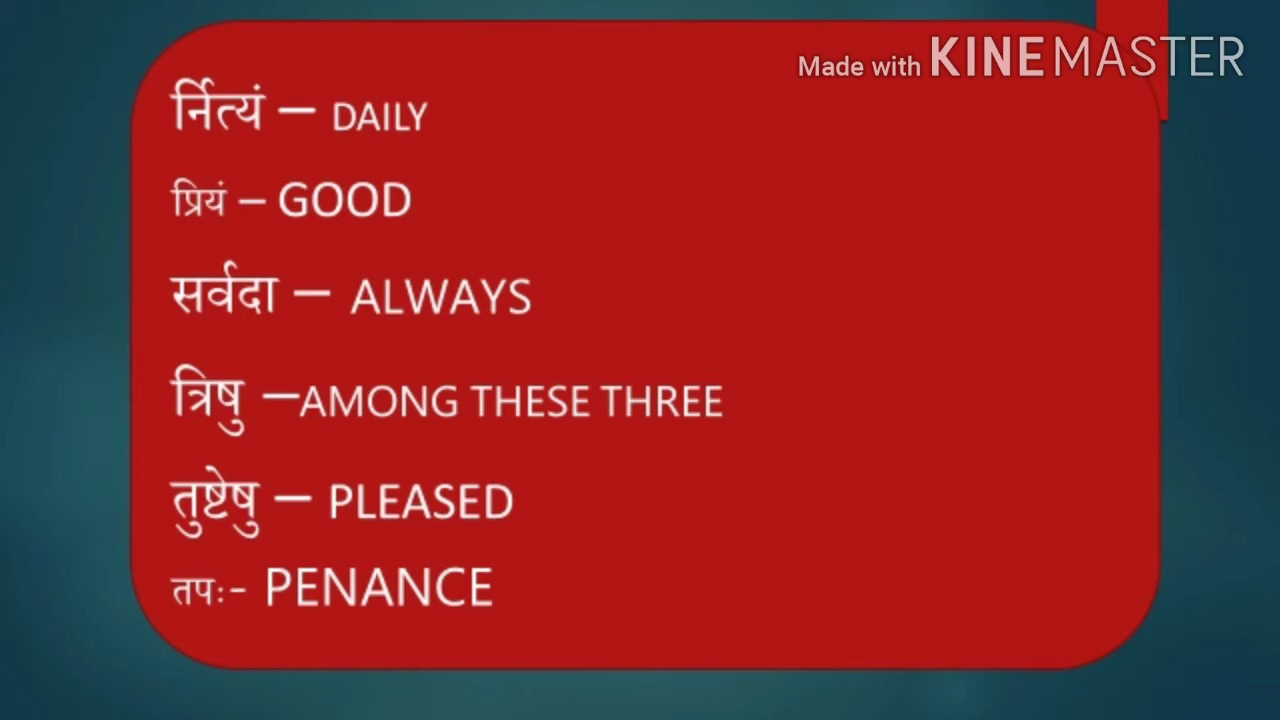 Made with KINEMASTER
र्नित्यं – DAILY
प्रियं – GOOD
सर्वदा – ALWAYS
त्रिषु –AMONG THESE THREE
तुष्टेषु – PLEASED
तपः- PENANCE